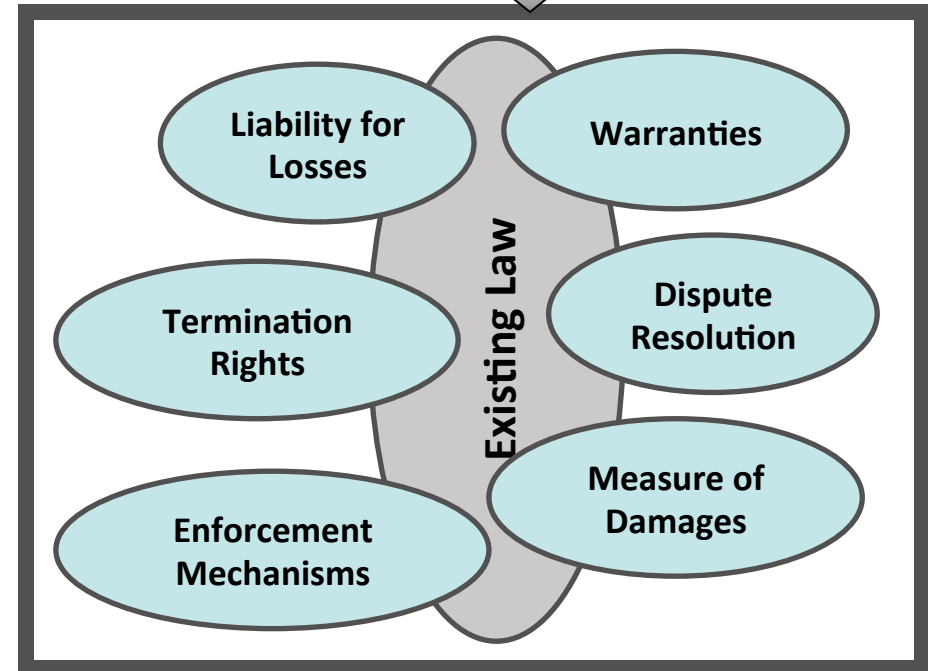 Liability for
Losses
Warranties
Termination
Rights
Existing Law
Dispute
Resolution
Enforcement
Mechanisms
Measure of
Damages